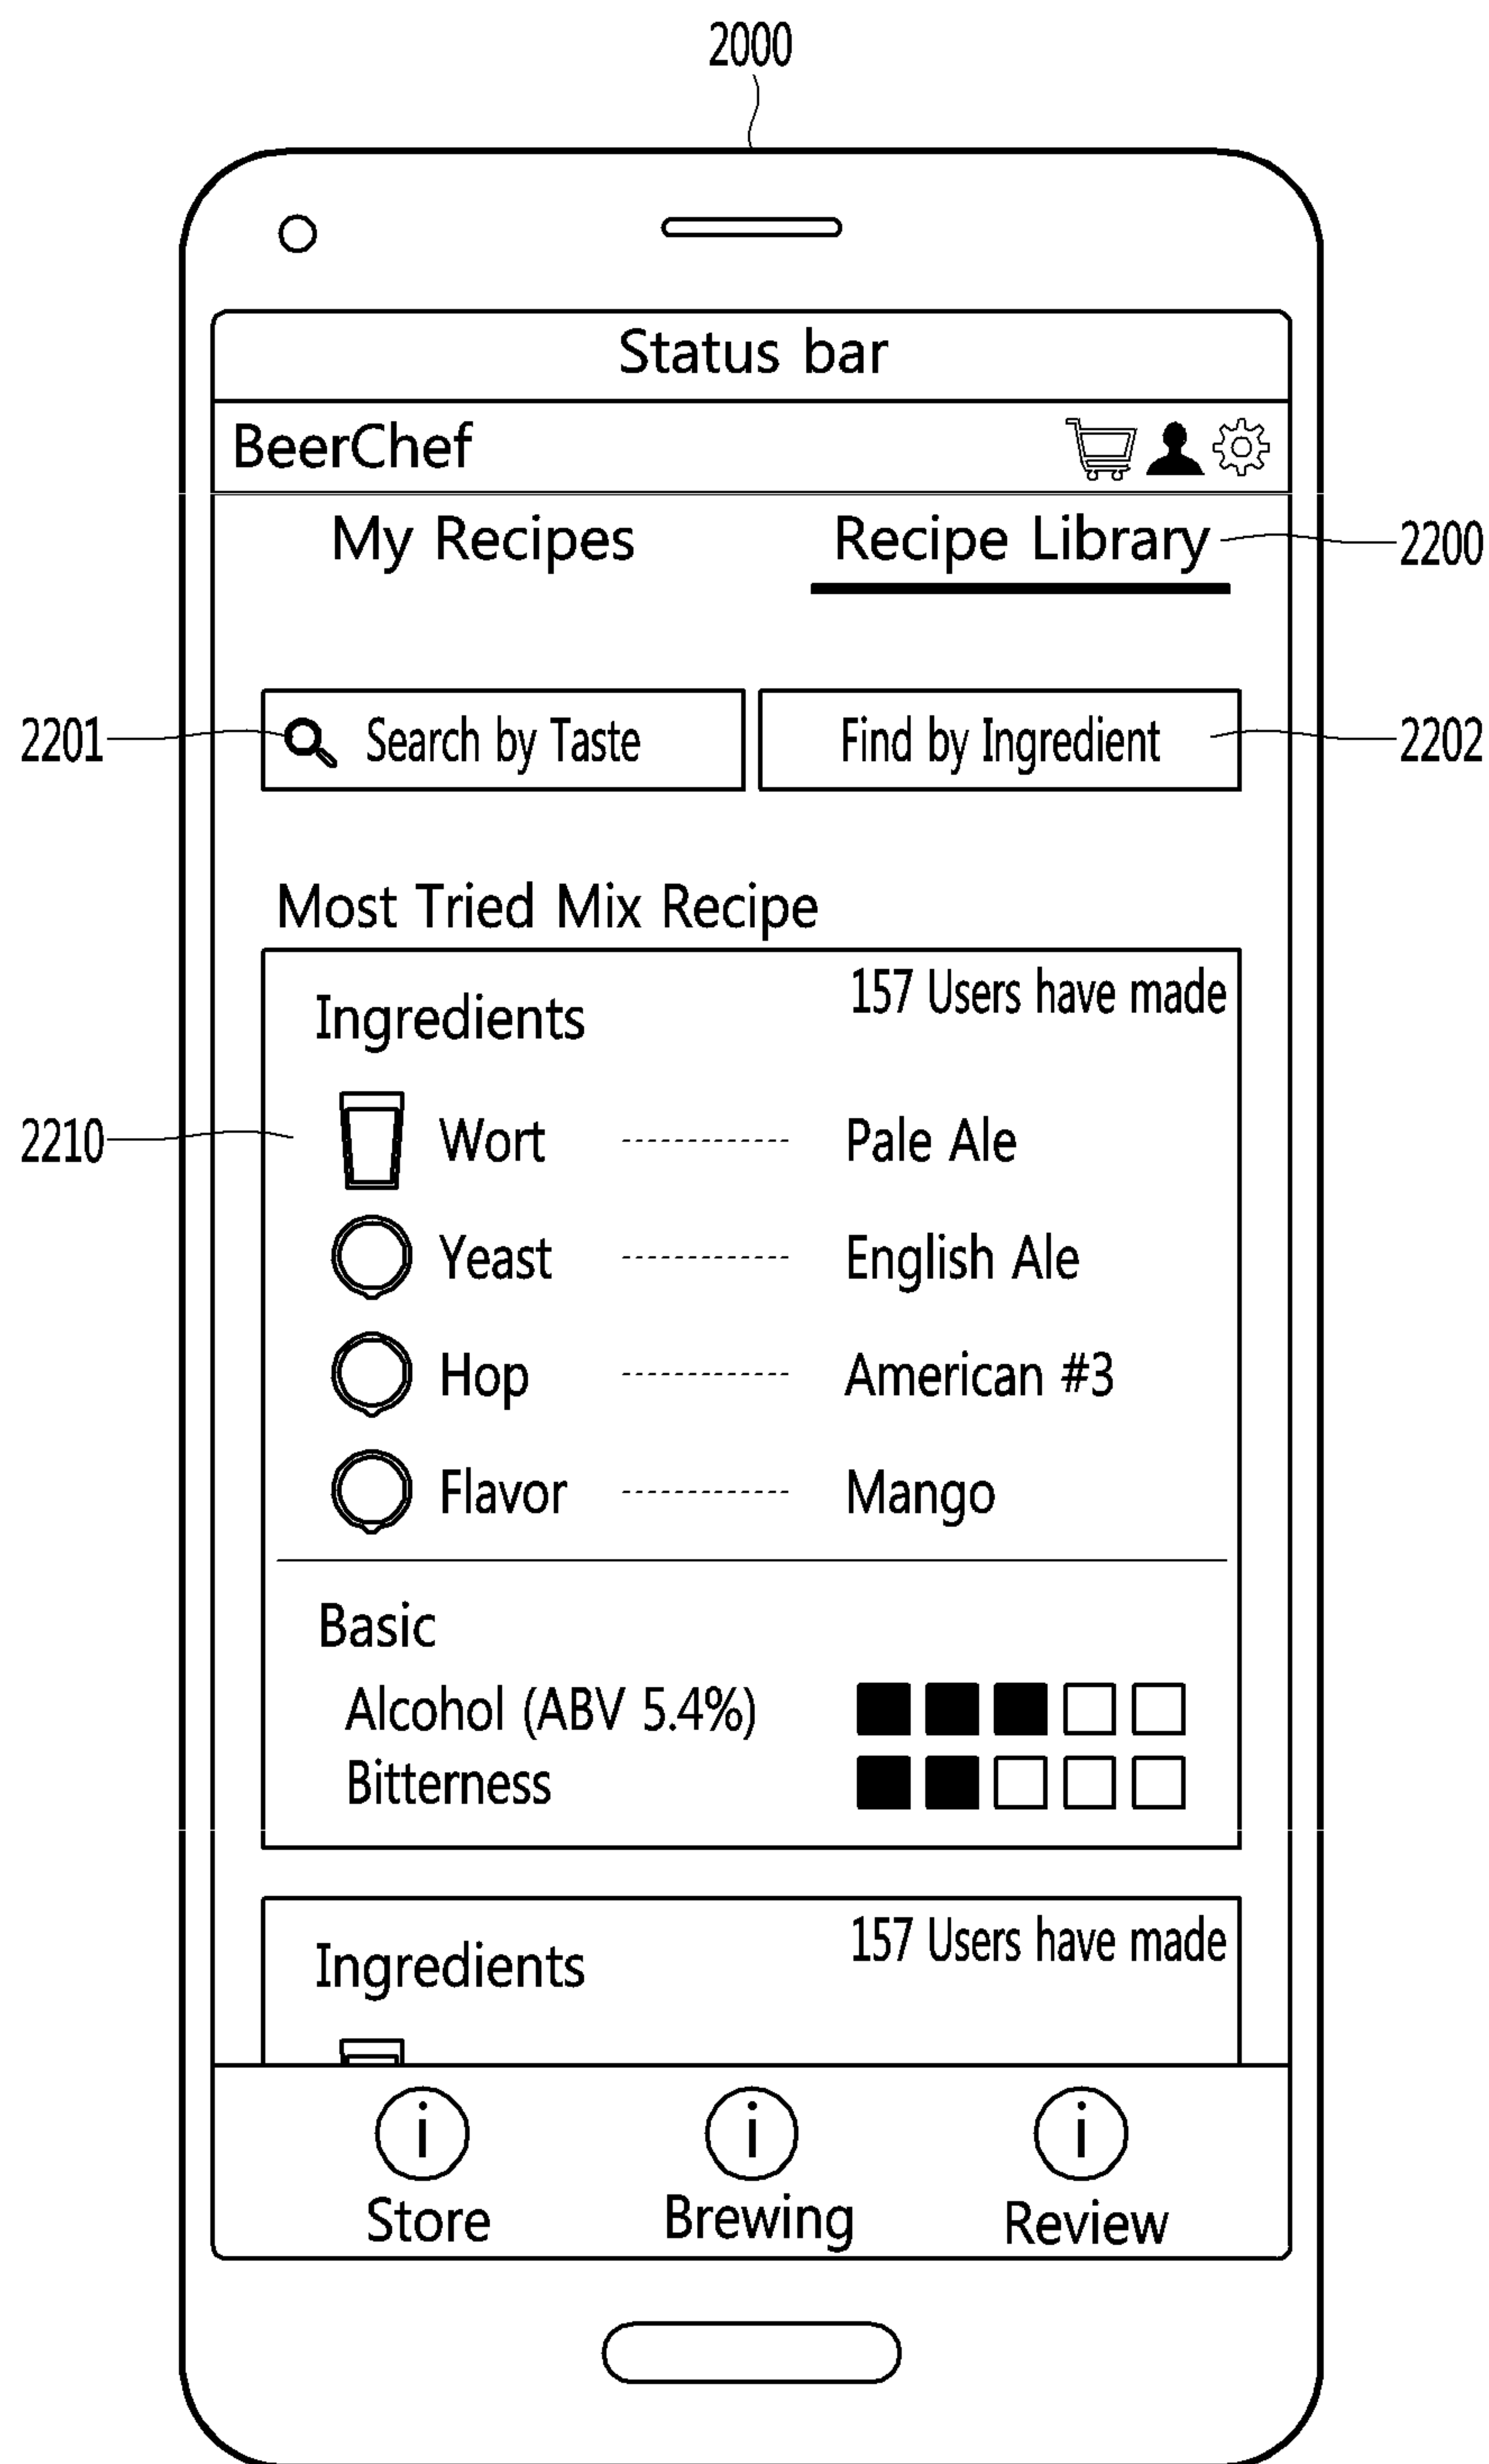 2000
Status bar
BeerChef
My Recipes Recipe Library 2200
2201 Search by Taste Find by Ingredient 2202
Most Tried Mix Recipe
157 Users have made
Ingredients
2210 Wort Pale Ale
Yeast English Ale
Hop American #3
Flavor Mango
Basic
Alcohol (ABV 5.4%)
Bitterness
157 Users have made
Ingredients
i i i
Store Brewing Review